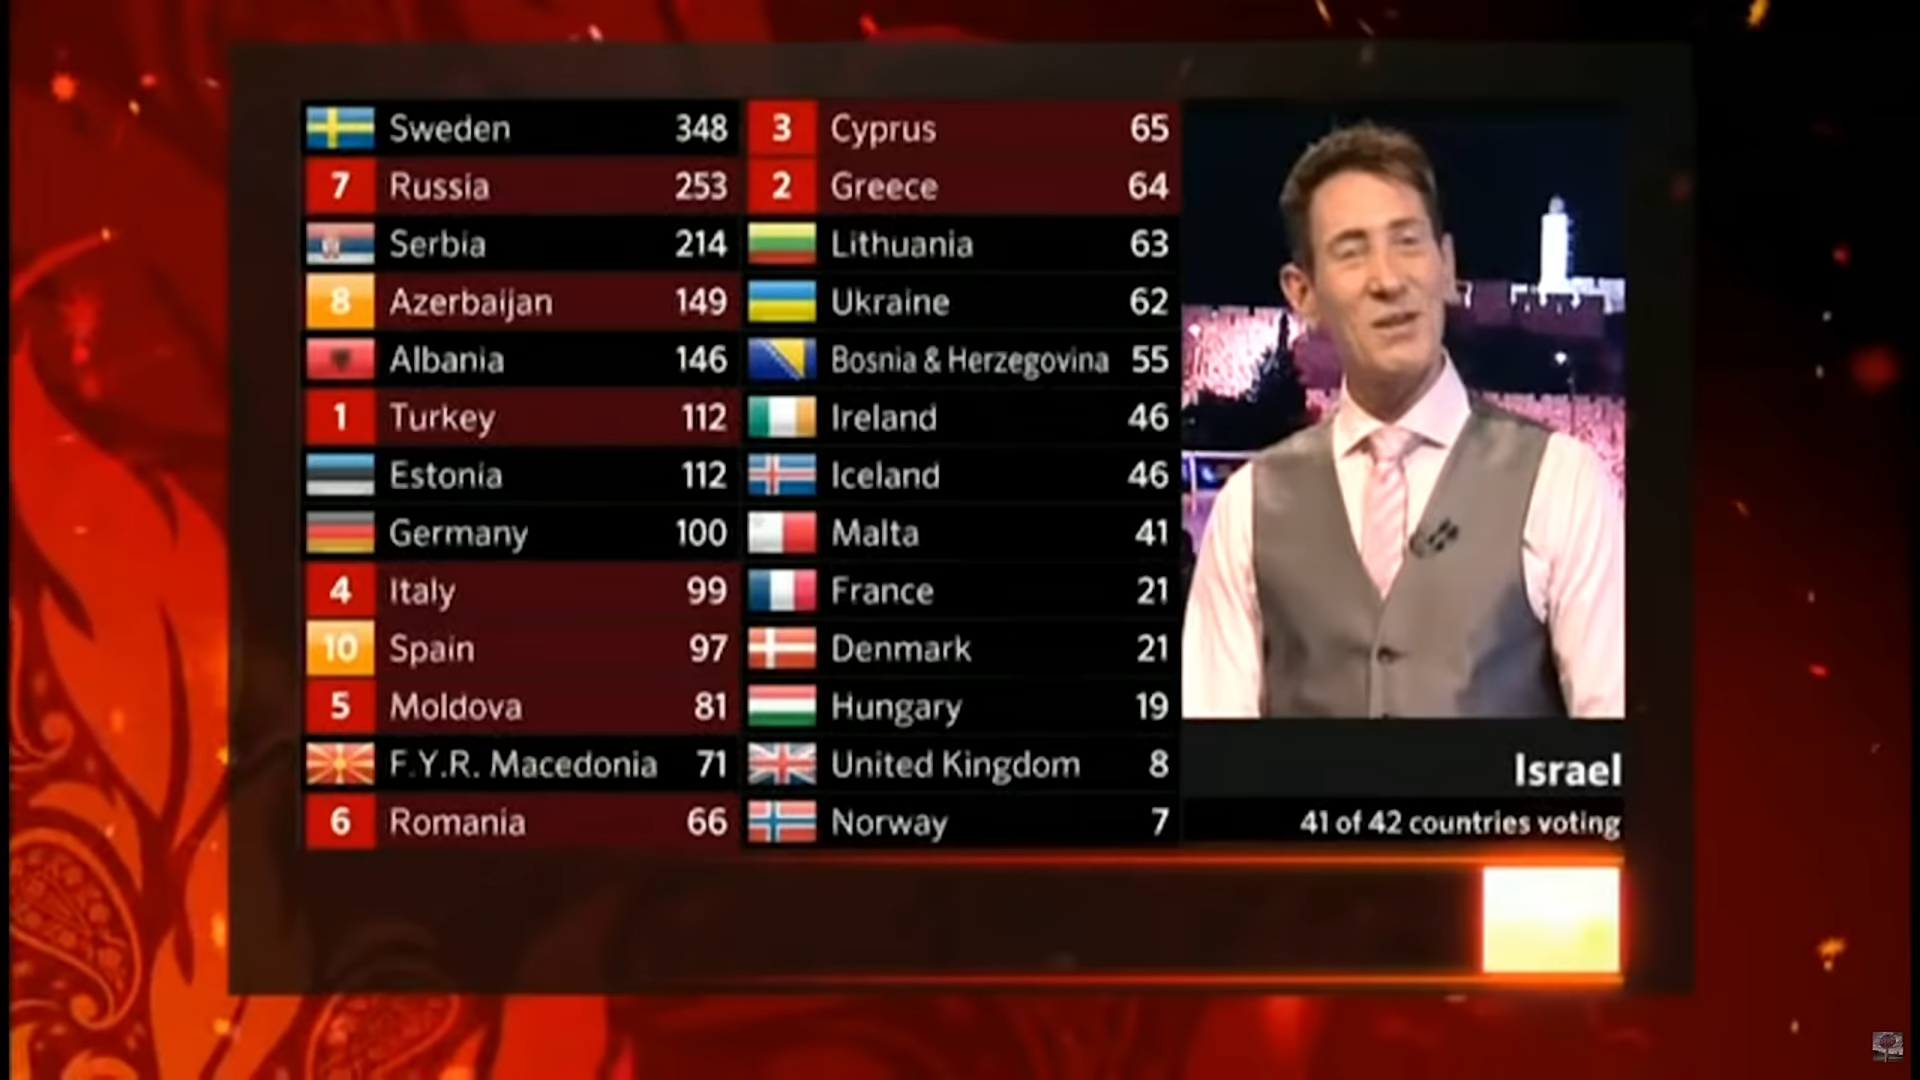 Sweden 348
7 Russia 253
Serbia 214
8 Azerbaijan 149
Albania 146
1 Turkey 112
Estonia 112
Germany 100
4 Italy 99
10 Spain 97
5 Moldova 81
F.Y.R. Macedonia 71
6 Romania 66
3 Cyprus 65
2 Greece 64
Lithuania 63
Ukraine 62
Bosnia & Herzegovina 55
Ireland 46
Iceland 46
Malta 41
France 21
Denmark 21
Hungary 19
United Kingdom 8
Norway 7
Israel
41 of 42 countries voting